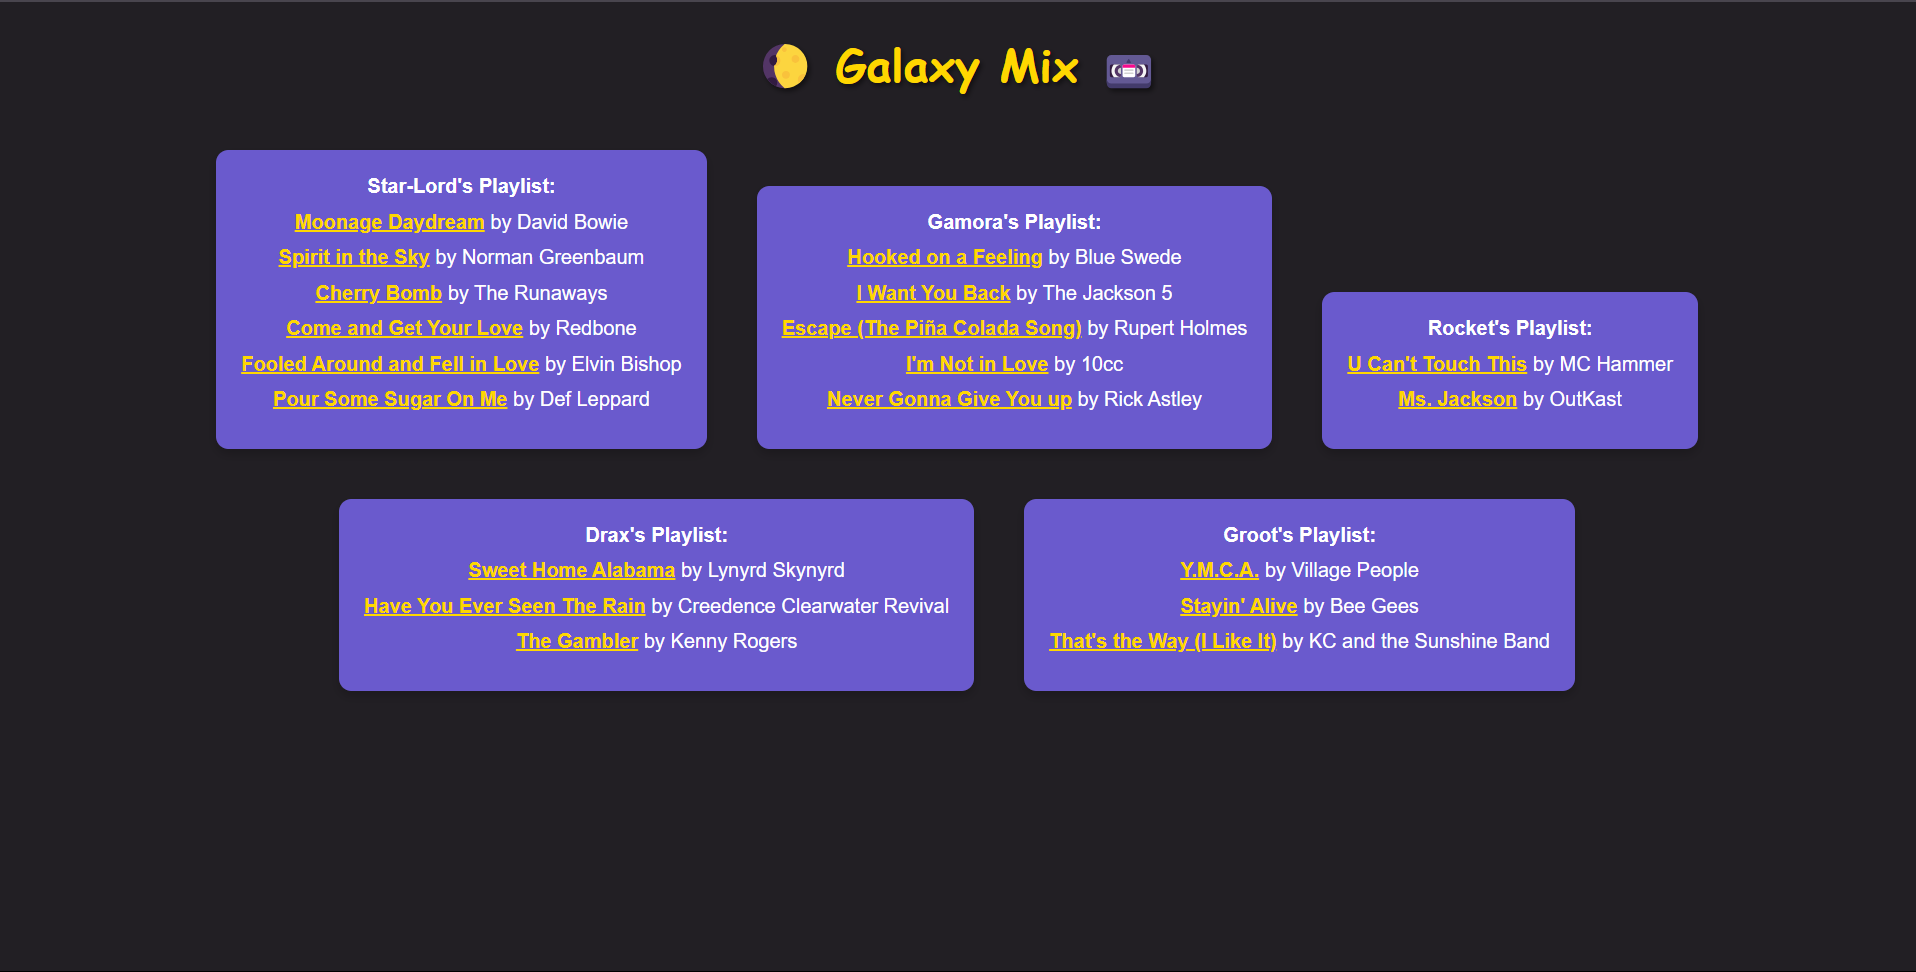 Galaxy Mix
Star-Lord's Playlist:
Moonage Daydream by David Bowie
Spirit in the Sky by Norman Greenbaum
Cherry Bomb by The Runaways
Come and Get Your Love by Redbone
Fooled Around and Fell in Love by Elvin Bishop
Pour Some Sugar On Me by Def Leppard
Gamora's Playlist:
Hooked on a Feeling by Blue Swede
I Want You Back by The Jackson 5
Escape (The Piña Colada Song) by Rupert Holmes
I'm Not in Love by 10cc
Never Gonna Give You up by Rick Astley
Rocket's Playlist:
U Can't Touch This by MC Hammer
Ms. Jackson by OutKast
Drax's Playlist:
Sweet Home Alabama by Lynyrd Skynyrd
Have You Ever Seen The Rain by Creedence Clearwater Revival
The Gambler by Kenny Rogers
Groot's Playlist:
Y.M.C.A. by Village People
Stayin' Alive by Bee Gees
That's the Way (I Like It) by KC and the Sunshine Band